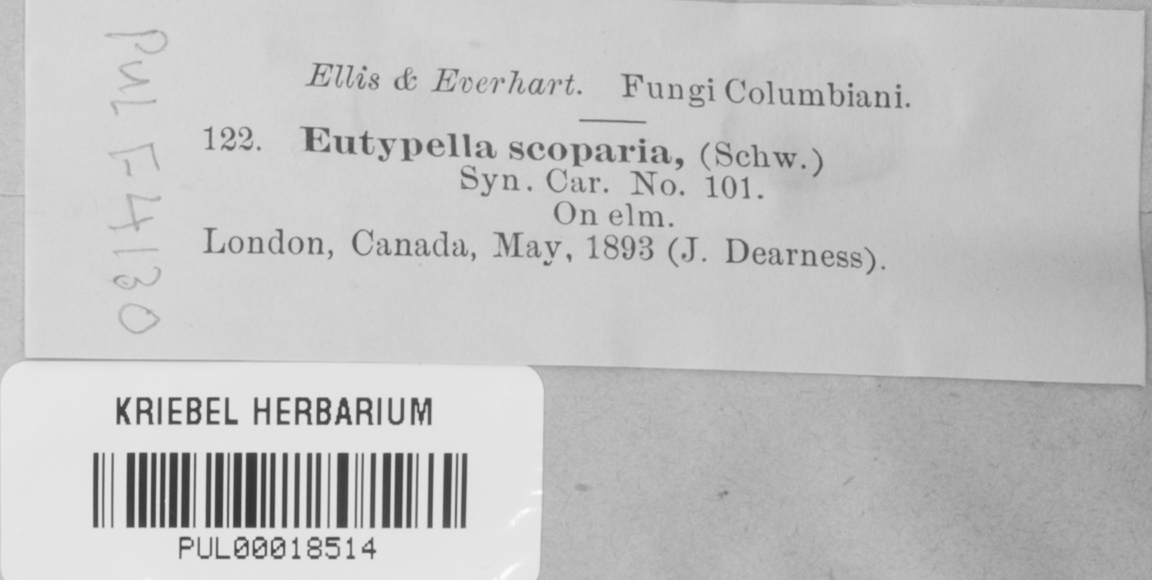 PUL F4130
Ellis & Everhart. Fungi Columbiani.
122. Eutypella scoparia, (Schw.)
Syn. Car. No. 101.
On elm.
London, Canada, May, 1893 (J. Dearness).
KRIEBEL HERBARIUM
PUL00018514